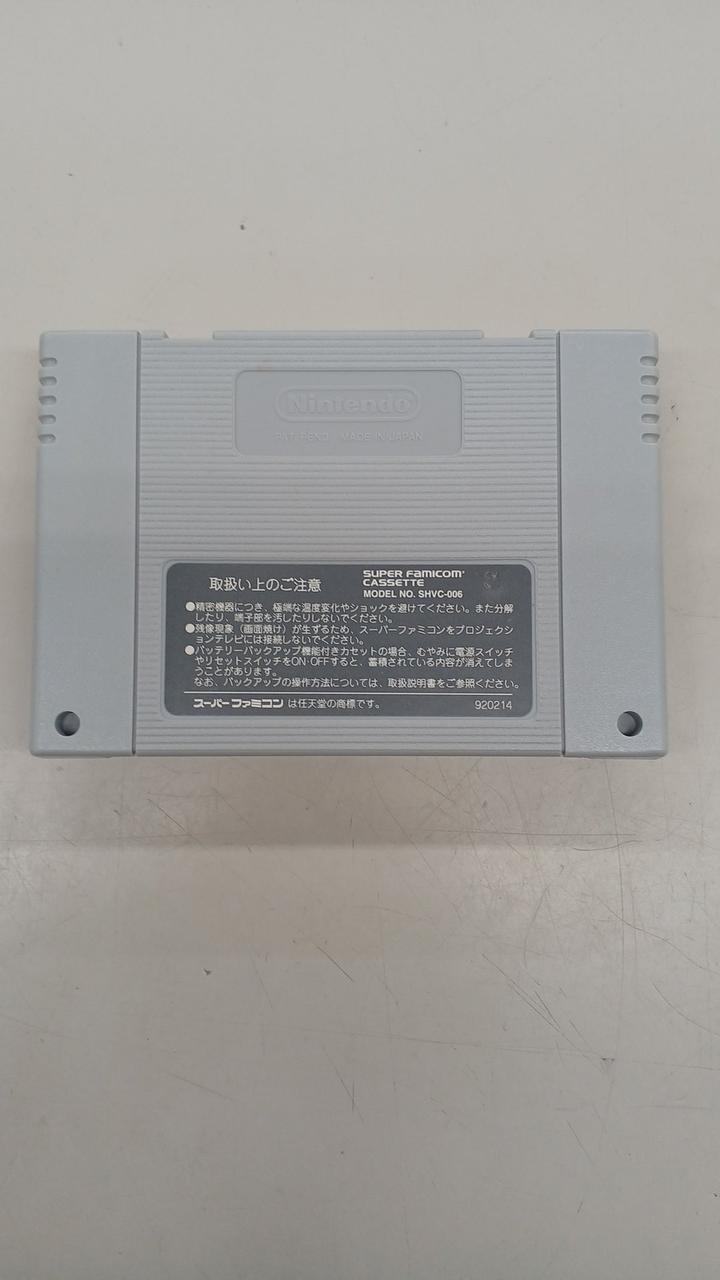 Nintendo
PAT. PEND. MADE IN JAPAN
取扱い上のご注意
SUPER FAMICOM
CASSETTE
MODEL NO. SHVC-006
●精密機器につき、極端な温度変化やショックを避けてください。また分解
したり、端子部を汚したりしないでください。
●残像現象（画面焼け）が生ずるため、スーパーファミコンをプロジェクシ
ョンテレビには接続しないでください。
●バッテリーバックアップ機能付きカセットの場合、むやみに電源スイッチ
やリセットスイッチをON・OFFすると、蓄積されている内容が消えてしま
うことがあります。
なお、バックアップの操作方法については、取扱説明書をご参照ください。
スーパーファミコン は任天堂の商標です。
920214